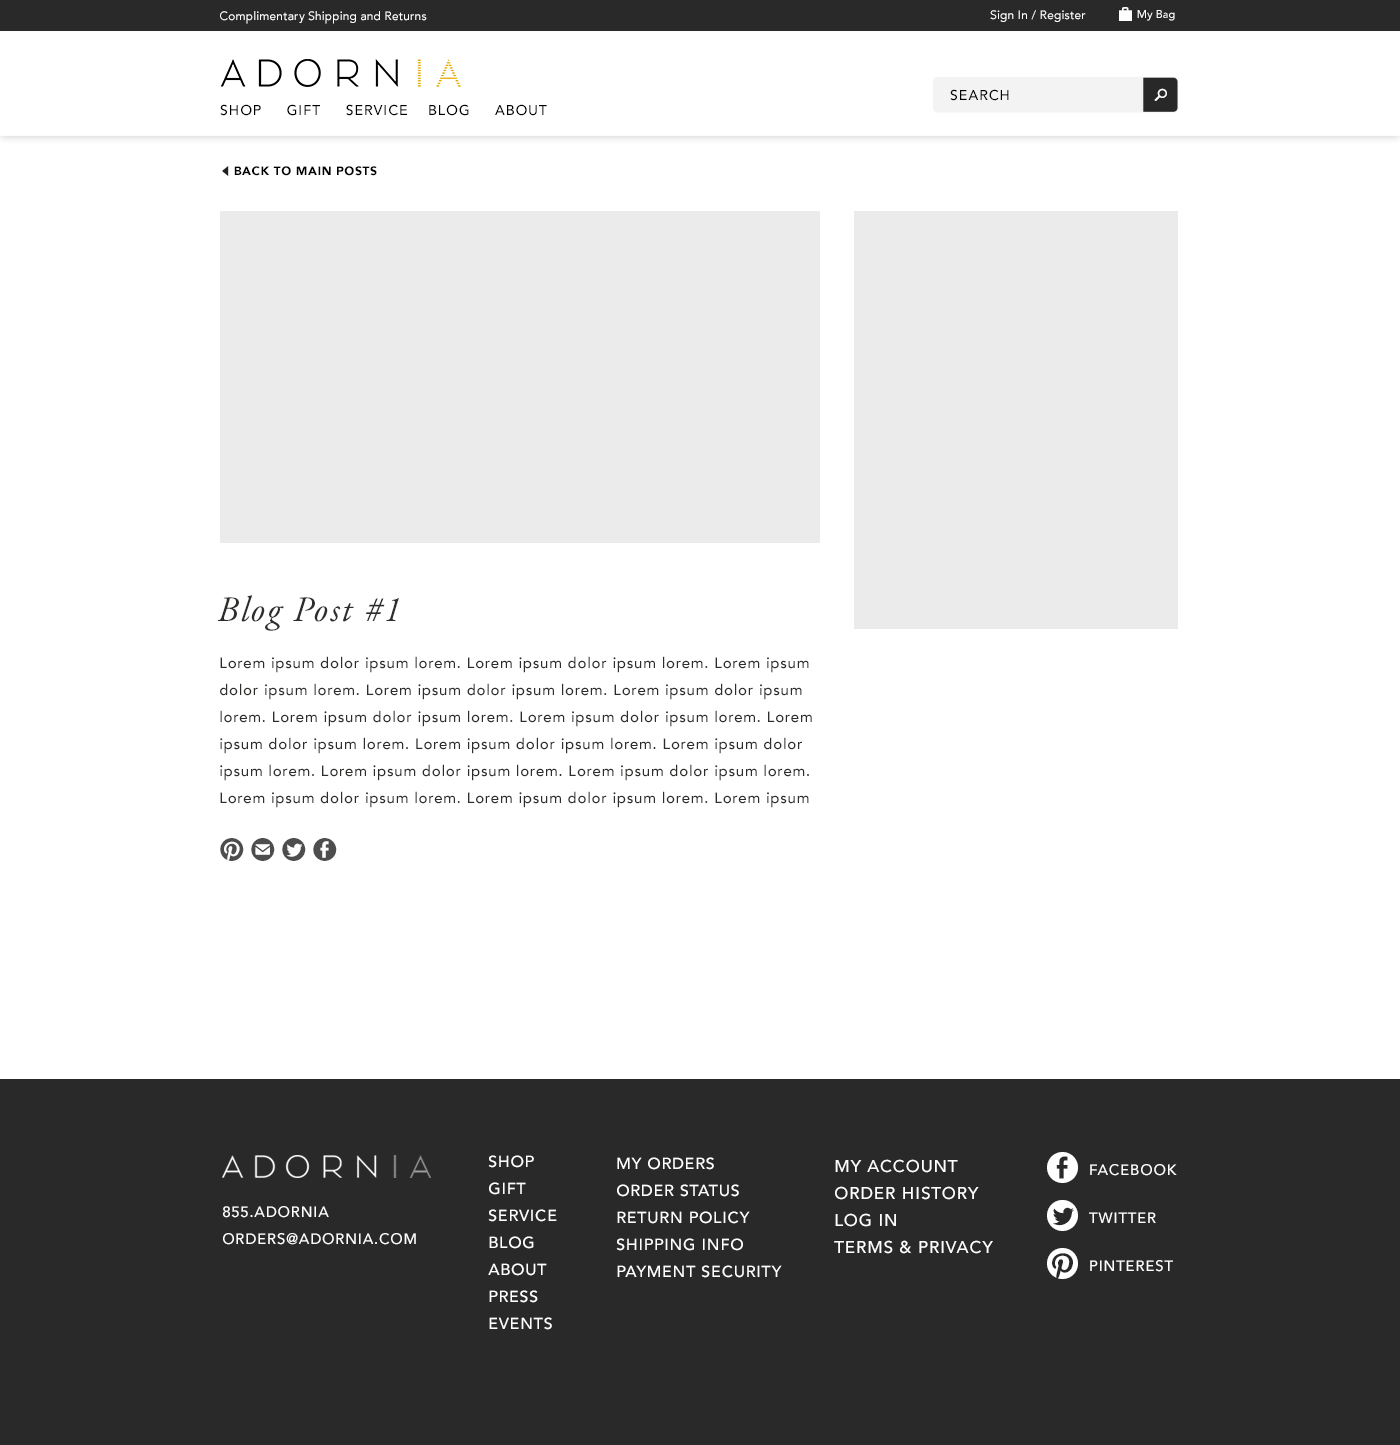 Complimentary Shipping and Returns
Sign In / Register
My Bag
ADORNIA
SHOP GIFT SERVICE BLOG ABOUT
SEARCH
BACK TO MAIN POSTS
Blog Post #1
Lorem ipsum dolor ipsum lorem. Lorem ipsum dolor ipsum lorem. Lorem ipsum
dolor ipsum lorem. Lorem ipsum dolor ipsum lorem. Lorem ipsum dolor ipsum
lorem. Lorem ipsum dolor ipsum lorem. Lorem ipsum dolor ipsum lorem. Lorem
ipsum dolor ipsum lorem. Lorem ipsum dolor ipsum lorem. Lorem ipsum dolor
ipsum lorem. Lorem ipsum dolor ipsum lorem. Lorem ipsum dolor ipsum lorem.
Lorem ipsum dolor ipsum lorem. Lorem ipsum dolor ipsum lorem. Lorem ipsum
ADORNIA
855.ADORNIA
ORDERS@ADORNIA.COM
SHOP
GIFT
SERVICE
BLOG
ABOUT
PRESS
EVENTS
MY ORDERS
ORDER STATUS
RETURN POLICY
SHIPPING INFO
PAYMENT SECURITY
MY ACCOUNT
ORDER HISTORY
LOG IN
TERMS & PRIVACY
FACEBOOK
TWITTER
PINTEREST